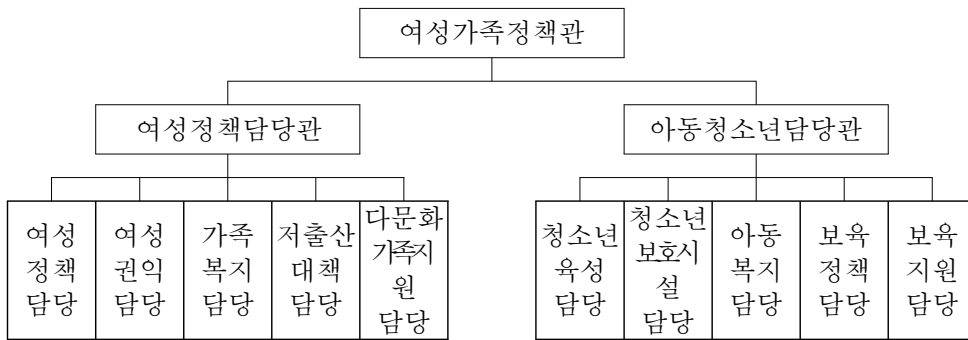 여성가족정책관
여성정책담당관
아동청소년담당관
여성
정책
담당
여성
권익
담당
가족
복지
담당
저출산
대책
담당
다문화
가족지
원
담당
청소년
육성
담당
청소년
보호시
설
담당
아동
복지
담당
보육
정책
담당
보육
지원
담당